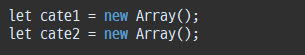 let cate1 = new Array();
let cate2 = new Array();